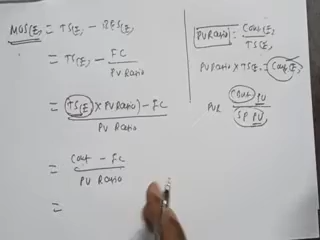 MOS(₹) = TS(₹) - BES(₹)
= TS(₹) - FC / PV Ratio
= (TS(₹) × PV Ratio) - FC / PV Ratio
= Cont - FC / PV Ratio
=
PV Ratio : Cont(₹) / TS(₹)
PV Ratio × TS(₹) = Cont(₹)
PVR Cont PU / SP PU